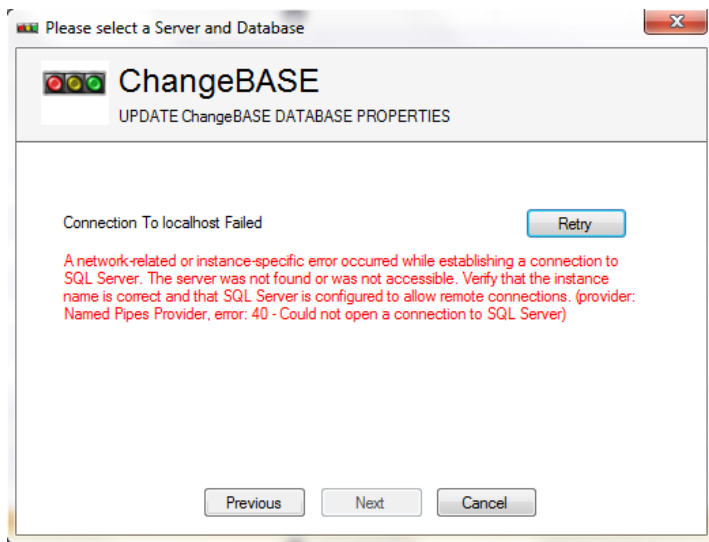 Please select a Server and Database
ChangeBASE
UPDATE ChangeBASE DATABASE PROPERTIES
Connection To localhost Failed
Retry
A network-related or instance-specific error occurred while establishing a connection to
SQL Server. The server was not found or was not accessible. Verify that the instance
name is correct and that SQL Server is configured to allow remote connections. (provider:
Named Pipes Provider, error: 40 - Could not open a connection to SQL Server)
Previous
Next
Cancel